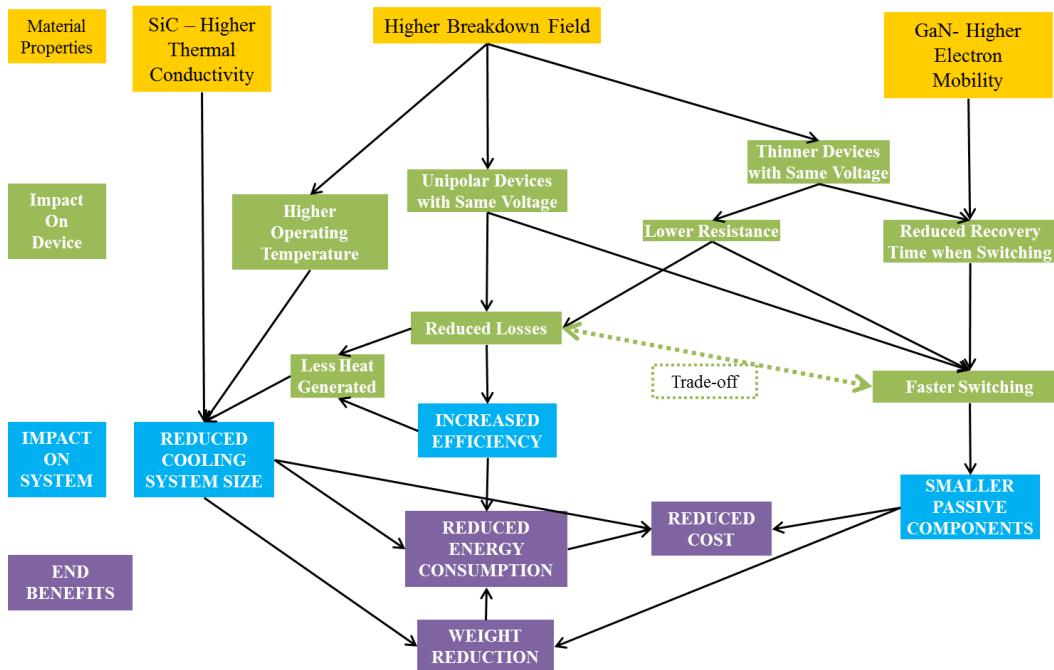 Material
Properties
SiC – Higher
Thermal
Conductivity
Higher Breakdown Field
GaN- Higher
Electron
Mobility
Impact
On
Device
Higher
Operating
Temperature
Unipolar Devices
with Same Voltage
Thinner Devices
with Same Voltage
Lower Resistance
Reduced Recovery
Time when Switching
Reduced Losses
Less Heat
Generated
Trade-off
Faster Switching
IMPACT
ON
SYSTEM
REDUCED
COOLING
SYSTEM SIZE
INCREASED
EFFICIENCY
SMALLER
PASSIVE
COMPONENTS
END
BENEFITS
REDUCED
ENERGY
CONSUMPTION
REDUCED
COST
WEIGHT
REDUCTION